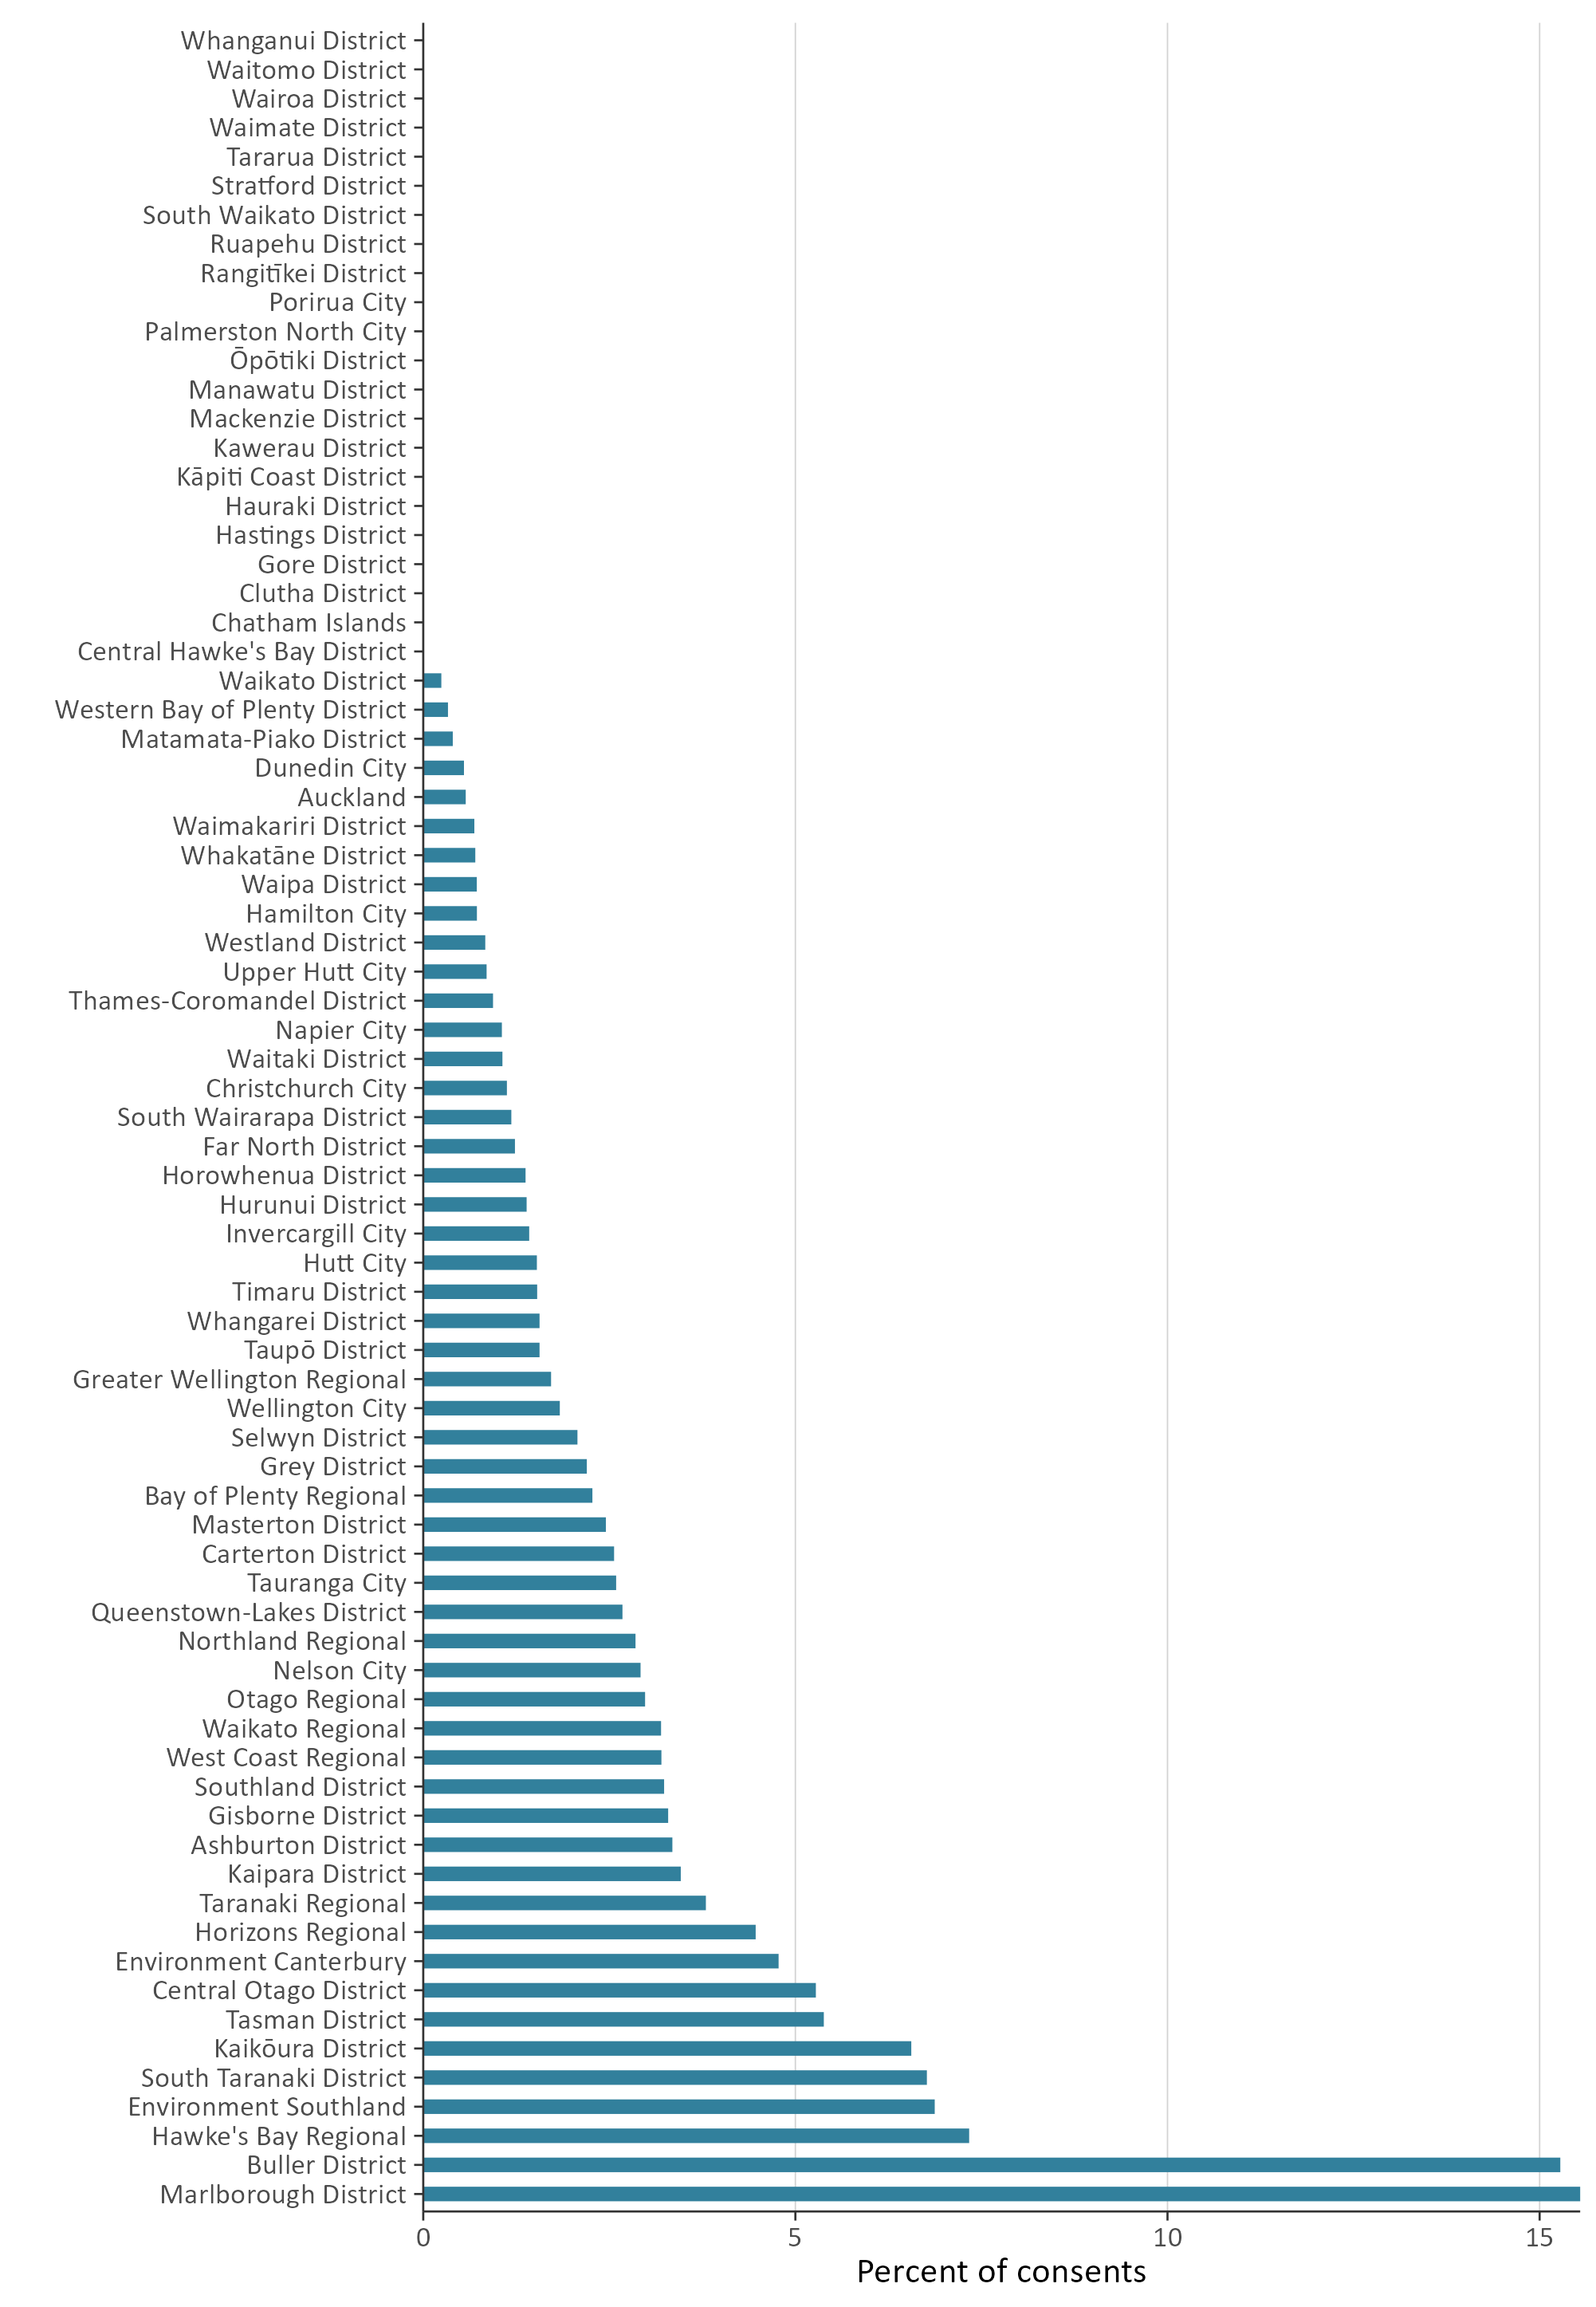 Whanganui District
Waitomo District
Wairoa District
Waimate District
Tararua District
Stratford District
South Waikato District
Ruapehu District
Rangitīkei District
Porirua City
Palmerston North City
Ōpōtiki District
Manawatu District
Mackenzie District
Kawerau District
Kāpiti Coast District
Hauraki District
Hastings District
Gore District
Clutha District
Chatham Islands
Central Hawke's Bay District
Waikato District
Western Bay of Plenty District
Matamata-Piako District
Dunedin City
Auckland
Waimakariri District
Whakatāne District
Waipa District
Hamilton City
Westland District
Upper Hutt City
Thames-Coromandel District
Napier City
Waitaki District
Christchurch City
South Wairarapa District
Far North District
Horowhenua District
Hurunui District
Invercargill City
Hutt City
Timaru District
Whangarei District
Taupō District
Greater Wellington Regional
Wellington City
Selwyn District
Grey District
Bay of Plenty Regional
Masterton District
Carterton District
Tauranga City
Queenstown-Lakes District
Northland Regional
Nelson City
Otago Regional
Waikato Regional
West Coast Regional
Southland District
Gisborne District
Ashburton District
Kaipara District
Taranaki Regional
Horizons Regional
Environment Canterbury
Central Otago District
Tasman District
Kaikōura District
South Taranaki District
Environment Southland
Hawke's Bay Regional
Buller District
Marlborough District
0 5 10 15
Percent of consents